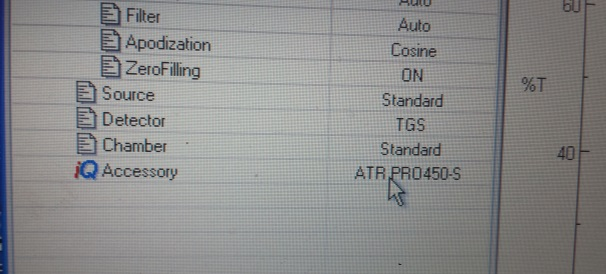 Auto
Filter Auto
Apodization Cosine
ZeroFilling ON
Source Standard
Detector TGS
Chamber Standard
iQ Accessory ATR PRO450-S
60
%T
40